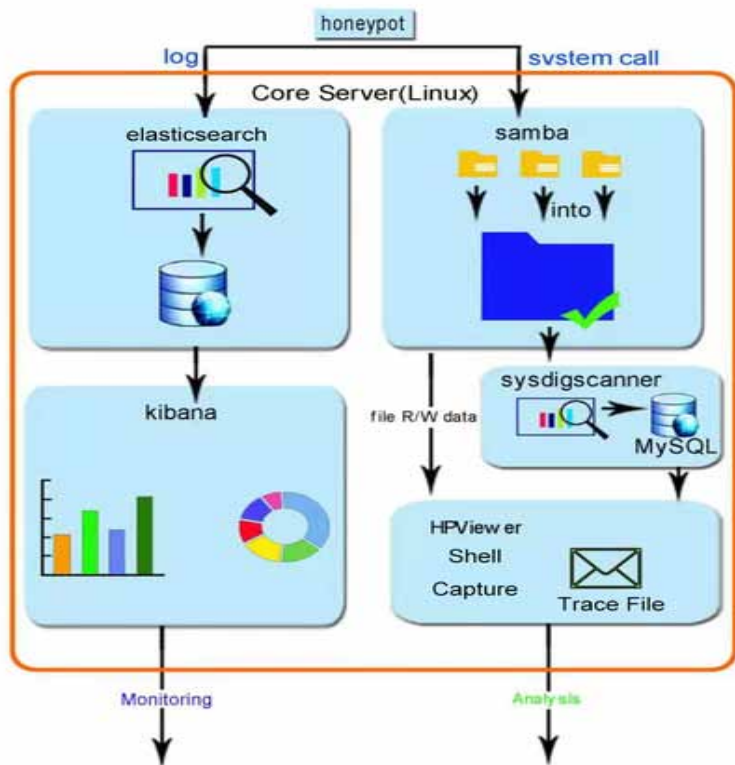 honeypot
log
svstem call
Core Server(Linux)
elasticsearch
samba
into
sysdigscanner
MySQL
file R/W data
kibana
HPViewer
Shell
Capture
Trace File
Monitoring
Analysis